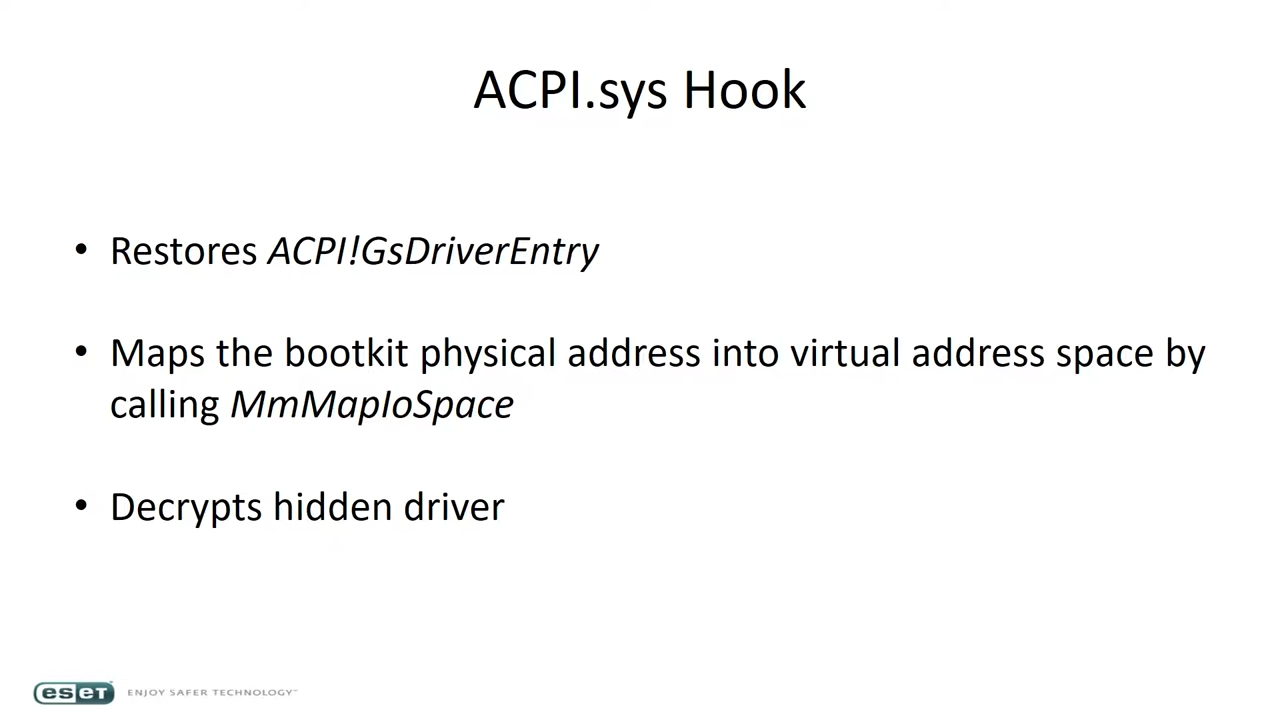 ACPI.sys Hook
• Restores ACPI!GsDriverEntry
• Maps the bootkit physical address into virtual address space by
calling MmMapIoSpace
• Decrypts hidden driver
eset ENJOY SAFER TECHNOLOGY™